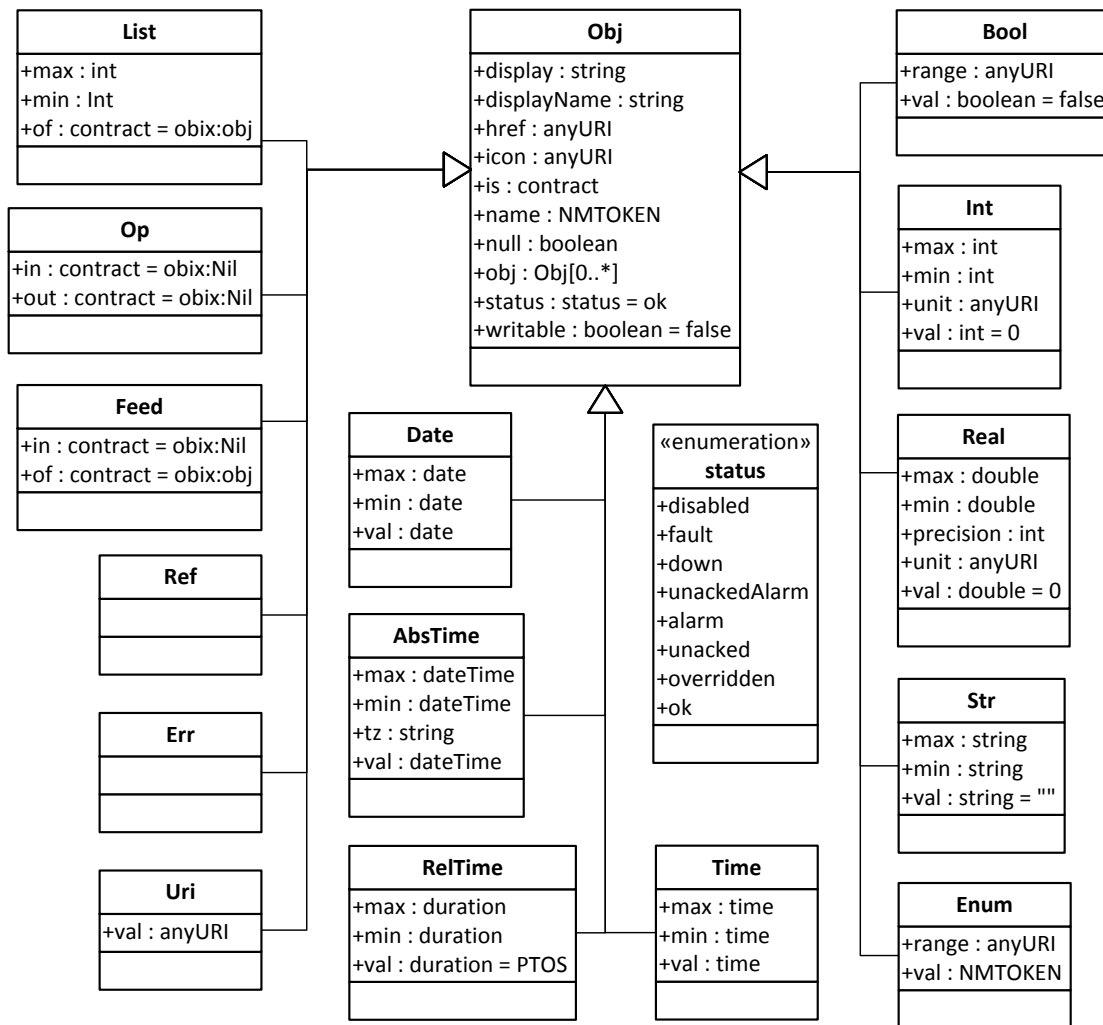 List
+max : int
+min : Int
+of : contract = obix:obj
Op
+in : contract = obix:Nil
+out : contract = obix:Nil
Feed
+in : contract = obix:Nil
+of : contract = obix:obj
Ref
Err
Uri
+val : anyURI
Obj
+display : string
+displayName : string
+href : anyURI
+icon : anyURI
+is : contract
+name : NMTOKEN
+null : boolean
+obj : Obj[0..*]
+status : status = ok
+writable : boolean = false
Date
+max : date
+min : date
+val : date
AbsTime
+max : dateTime
+min : dateTime
+tz : string
+val : dateTime
RelTime
+max : duration
+min : duration
+val : duration = PTOS
«enumeration»
status
+disabled
+fault
+down
+unackedAlarm
+alarm
+unacked
+overridden
+ok
Time
+max : time
+min : time
+val : time
Bool
+range : anyURI
+val : boolean = false
Int
+max : int
+min : int
+unit : anyURI
+val : int = 0
Real
+max : double
+min : double
+precision : int
+unit : anyURI
+val : double = 0
Str
+max : string
+min : string
+val : string = ""
Enum
+range : anyURI
+val : NMTOKEN